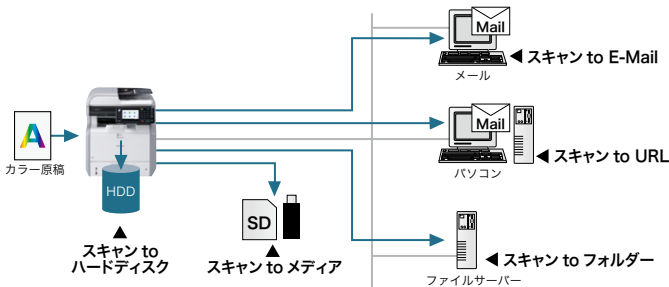 Mail
◀ スキャン to E-Mail
メール
A
カラー原稿
Mail
◀ スキャン to URL
パソコン
HDD
SD
▲
スキャン to
ハードディスク
▲
スキャン to メディア
◀ スキャン to フォルダー
ファイルサーバー